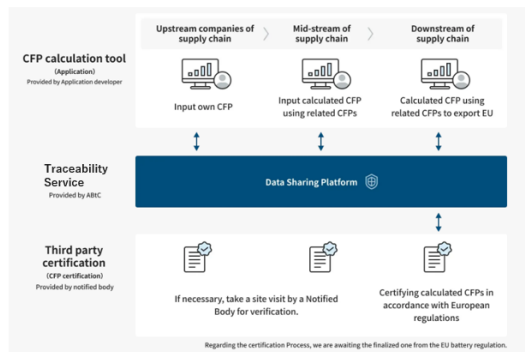 Upstream companies of
supply chain
Mid-stream of
supply chain
Downstream of
supply chain
CFP calculation tool
(Application)
Provided by Application developer
Input own CFP
Input calculated CFP
using related CFPs
Calculated CFP using
related CFPs to export EU
Traceability
Service
Provided by ABtC
Data Sharing Platform
Third party
certification
(CFP certification)
Provided by notified body
If necessary, take a site visit by a Notified
Body for verification.
Certifying calculated CFPs in
accordance with European
regulations
Regarding the certification Process, we are awaiting the finalized one from the EU battery regulation.